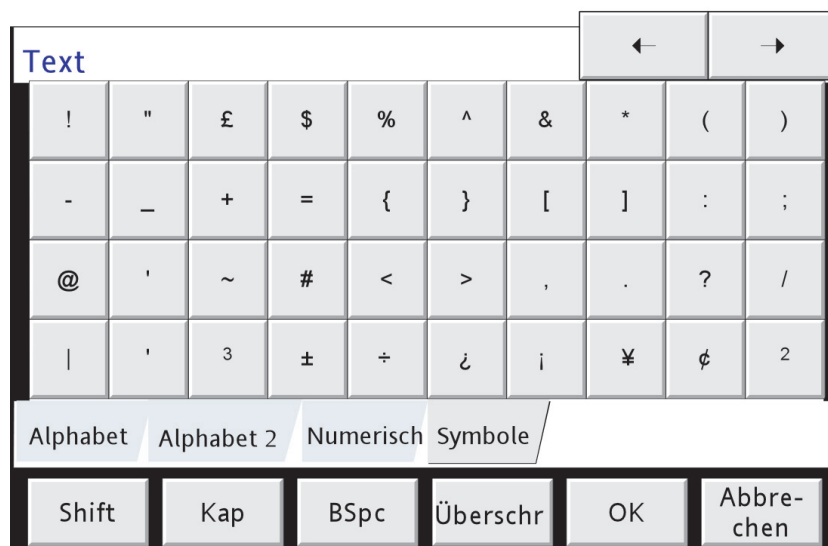 Text ← →
! " £ $ % ^ & * ( )
- _ + = { } [ ] : ;
@ ' ~ # < > , . ? /
| ' ³ ± ÷ ¿ ¡ ¥ ¢ ²
Alphabet Alphabet 2 Numerisch Symbole
Shift Kap BSpc Überschr OK Abbre-
chen